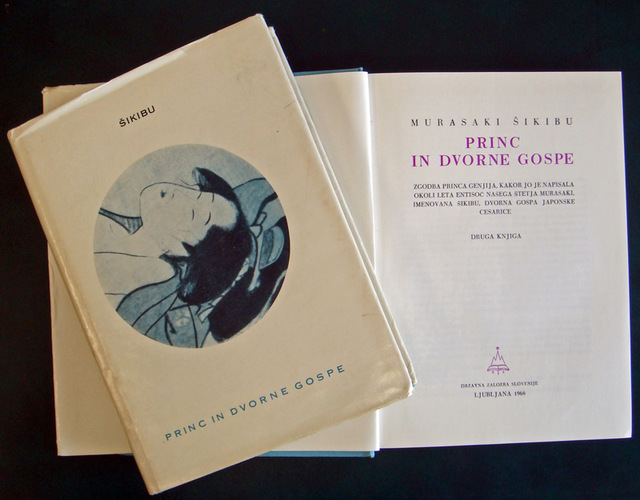 ŠIKIBU
PRINC IN DVORNE GOSPE
MURASAKI ŠIKIBU
PRINC
IN DVORNE GOSPE
ZGODBA PRINCA GENJIJA, KAKOR JO JE NAPISALA
OKOLI LETA ENTISOČ NAŠEGA ŠTETJA MURASAKI,
IMENOVANA ŠIKIBU, DVORNA GOSPA JAPONSKE
CESARICE
DRUGA KNJIGA
DRŽAVNA ZALOŽBA SLOVENIJE
LJUBLJANA 1968